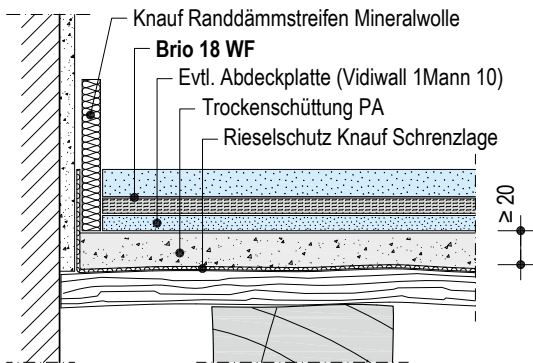 Knauf Randdämmstreifen Mineralwolle
Brio 18 WF
Evtl. Abdeckplatte (Vidiwall 1Mann 10)
Trockenschüttung PA
Rieselschutz Knauf Schrenzlage
≥ 20